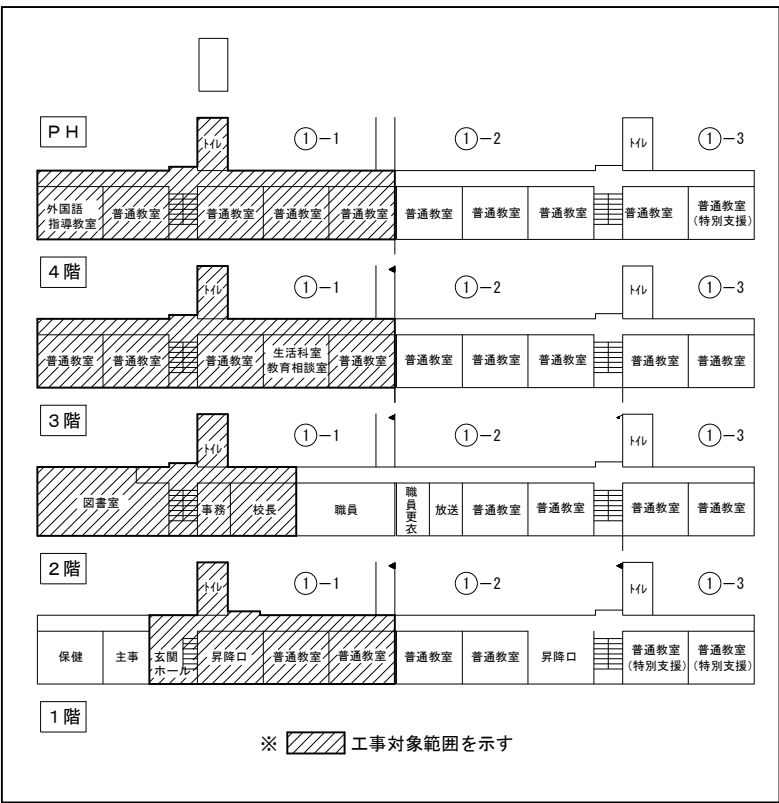 PH
ﾄｲﾚ
①-1
①-2
ﾄｲﾚ
①-3
外国語
指導教室
普通教室
普通教室
普通教室
普通教室
普通教室
普通教室
普通教室
普通教室
普通教室
(特別支援)
4階
ﾄｲﾚ
①-1
①-2
ﾄｲﾚ
①-3
普通教室
普通教室
普通教室
生活科室
教育相談室
普通教室
普通教室
普通教室
普通教室
普通教室
普通教室
3階
ﾄｲﾚ
①-1
①-2
ﾄｲﾚ
①-3
図書室
事務
校長
職員
職員更衣
放送
普通教室
普通教室
普通教室
普通教室
2階
ﾄｲﾚ
①-1
①-2
ﾄｲﾚ
①-3
保健
主事
玄関
ホール
昇降口
普通教室
普通教室
普通教室
普通教室
昇降口
普通教室
(特別支援)
普通教室
(特別支援)
1階
※ 工事対象範囲を示す